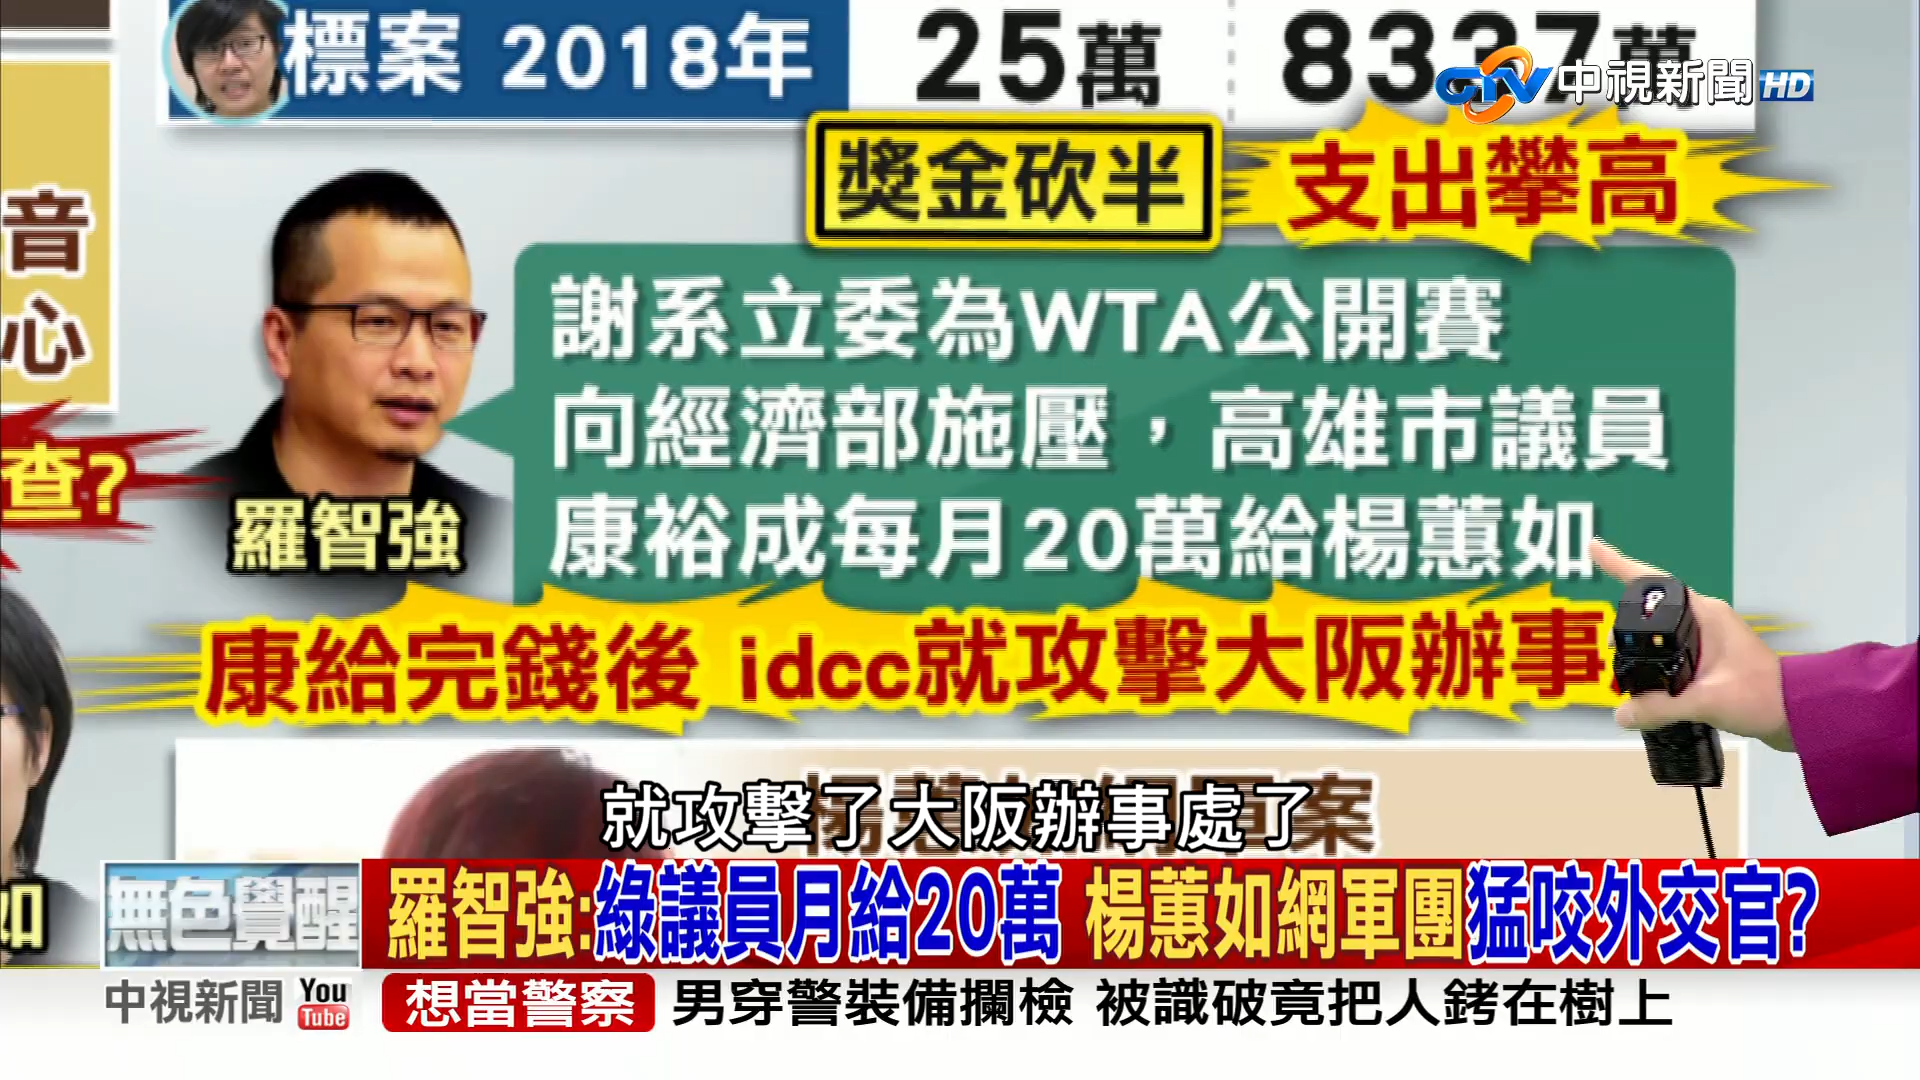 標案 2018年
25萬
中視新聞HD
獎金砍半
支出攀高
音
心
查?
謝系立委為WTA公開賽
向經濟部施壓，高雄市議員
康裕成每月20萬給楊蕙如
羅智強
康給完錢後 idcc就攻擊大阪辦事
就攻擊了大阪辦事處了
如
無色覺醒
羅智強:綠議員月給20萬 楊蕙如網軍團猛咬外交官?
中視新聞 YouTube
想當警察 男穿警裝備攔檢 被識破竟把人銬在樹上